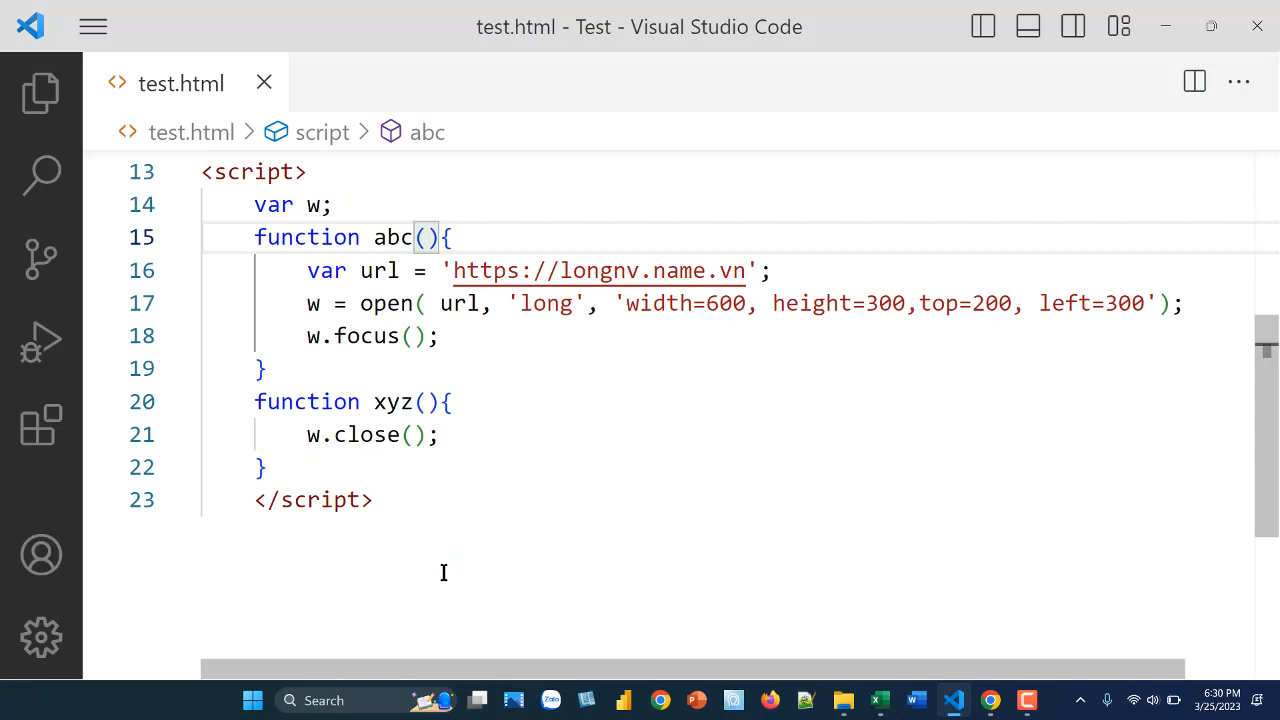 test.html - Test - Visual Studio Code
<> test.html
<> test.html > script > abc
13 <script>
14 var w;
15 function abc(){
16 var url = 'https://longnv.name.vn';
17 w = open( url, 'long', 'width=600, height=300,top=200, left=300');
18 w.focus();
19 }
20 function xyz(){
21 w.close();
22 }
23 </script>
Search
Zalo
6:30 PM
3/25/2023